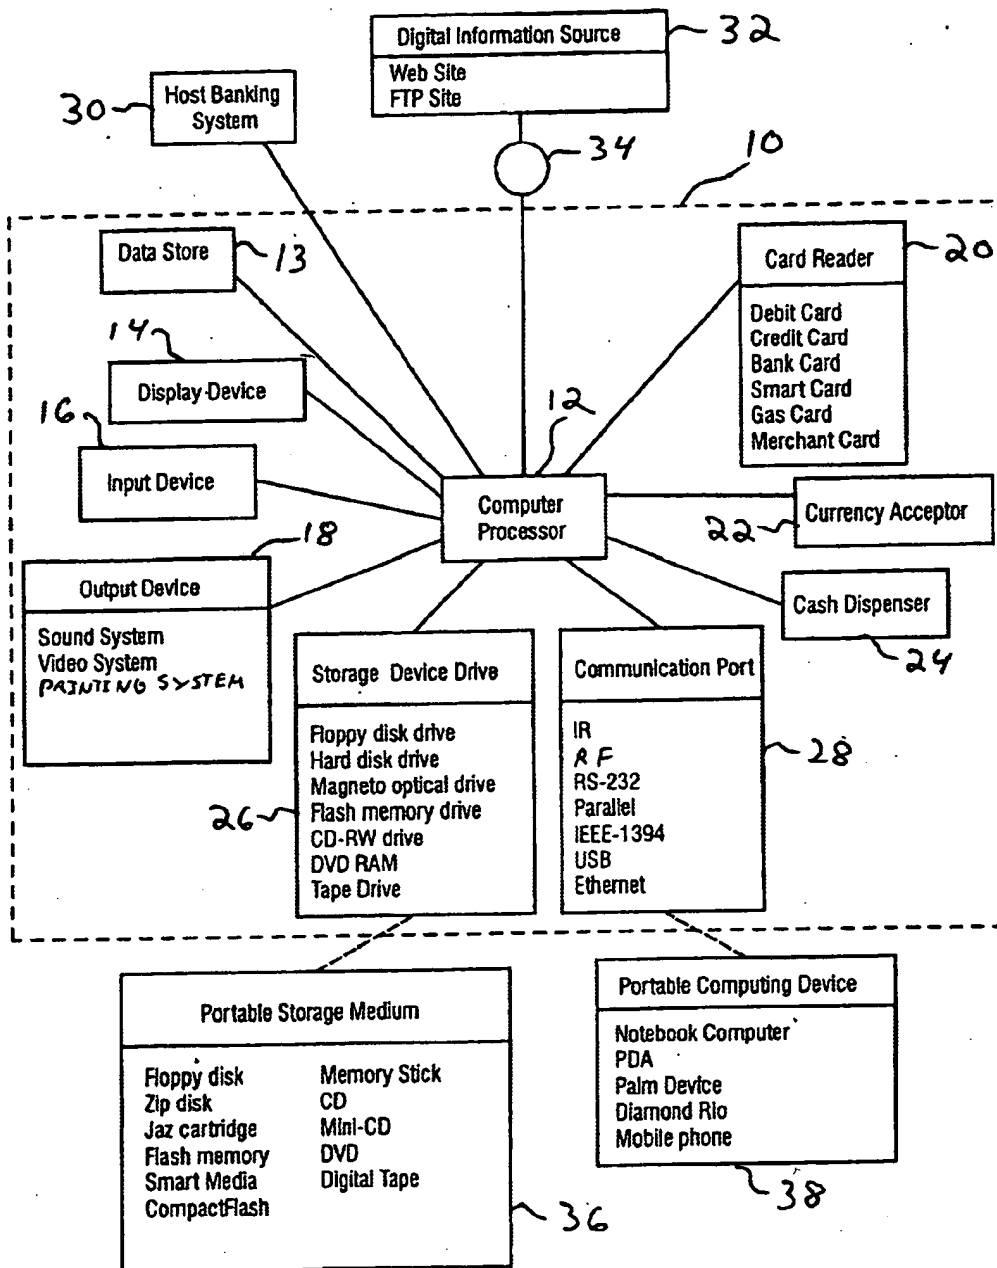 Digital Information Source
32
Web Site
FTP Site
30
Host Banking
System
34
10
Data Store
13
Card Reader
20
Debit Card
Credit Card
Bank Card
Smart Card
Gas Card
Merchant Card
14
Display Device
16
Input Device
12
Computer
Processor
22
Currency Acceptor
18
Output Device
Sound System
Video System
PRINTING SYSTEM
Cash Dispenser
24
Storage Device Drive
Floppy disk drive
Hard disk drive
Magneto optical drive
Flash memory drive
CD-RW drive
DVD RAM
Tape Drive
26
Communication Port
IR
RF
RS-232
Parallel
IEEE-1394
USB
Ethernet
28
Portable Storage Medium
Floppy disk
Zip disk
Jaz cartridge
Flash memory
Smart Media
CompactFlash
Memory Stick
CD
Mini-CD
DVD
Digital Tape
36
Portable Computing Device
Notebook Computer
PDA
Palm Device
Diamond Rio
Mobile phone
38